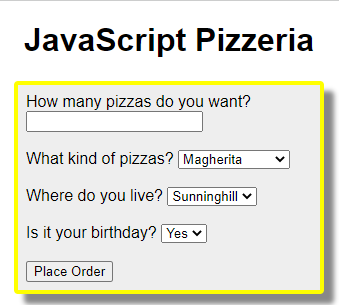 JavaScript Pizzeria
How many pizzas do you want?
What kind of pizzas? Magherita
Where do you live? Sunninghill
Is it your birthday? Yes
Place Order